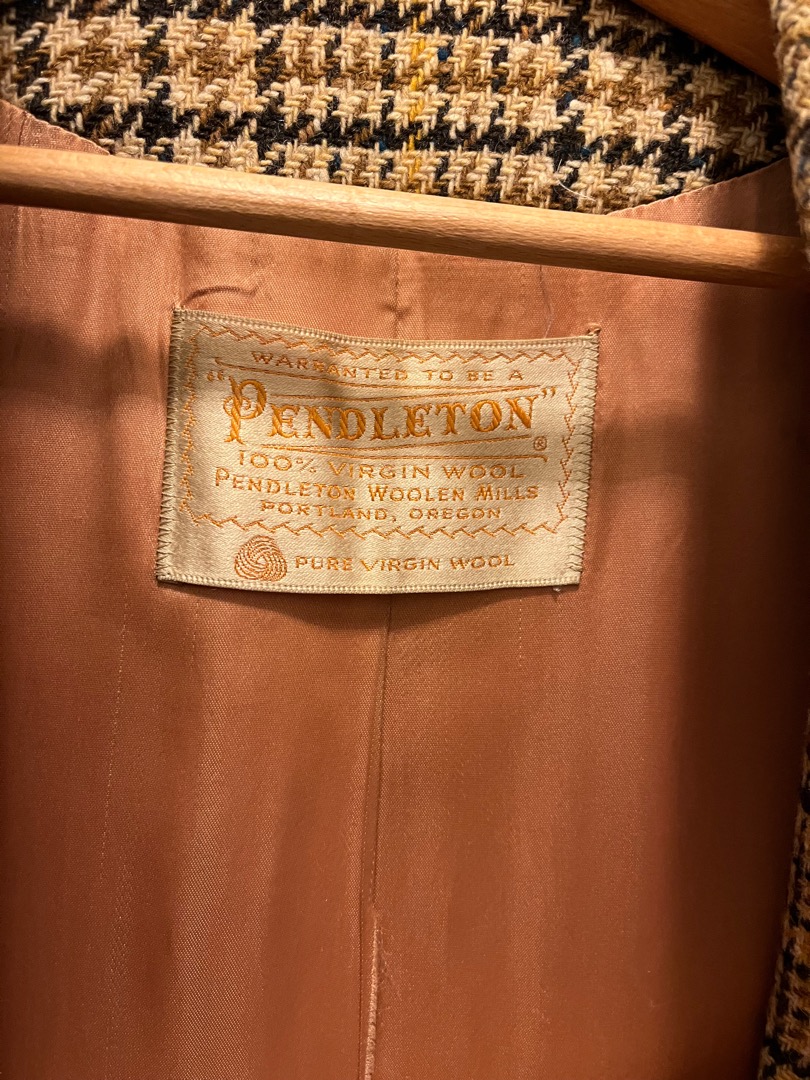 WARRANTED TO BE A
"PENDLETON"®
100% VIRGIN WOOL
PENDLETON WOOLEN MILLS
PORTLAND, OREGON
PURE VIRGIN WOOL